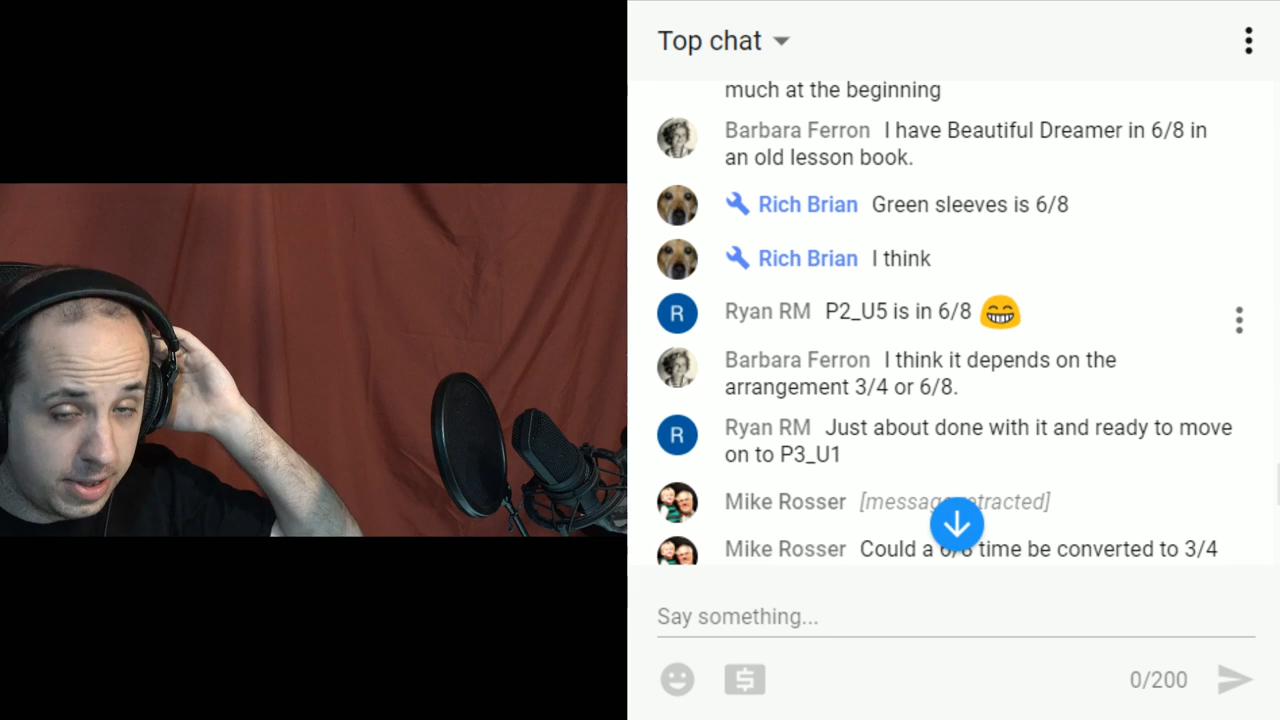 Top chat
much at the beginning
Barbara Ferron I have Beautiful Dreamer in 6/8 in
an old lesson book.
Rich Brian Green sleeves is 6/8
Rich Brian I think
R Ryan RM P2_U5 is in 6/8 😁
Barbara Ferron I think it depends on the
arrangement 3/4 or 6/8.
R Ryan RM Just about done with it and ready to move
on to P3_U1
Mike Rosser [message retracted]
Mike Rosser Could a 6/8 time be converted to 3/4
Say something...
0/200